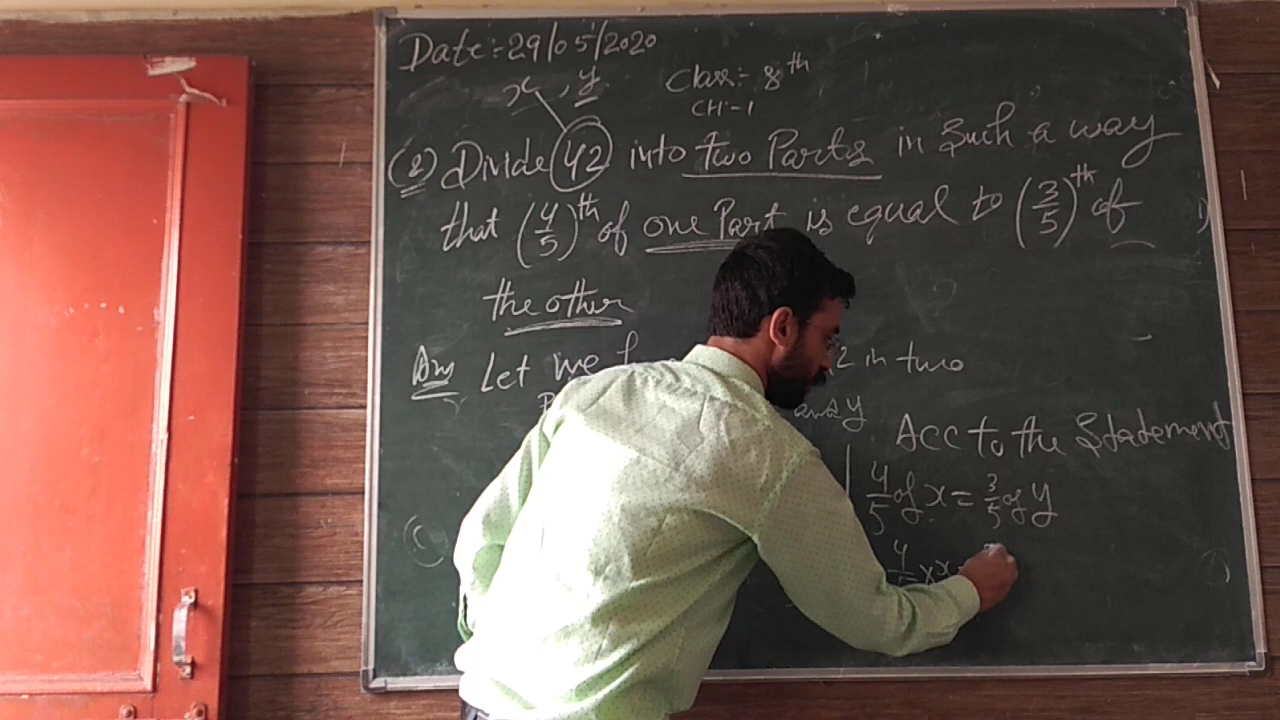 Date:-29/05/2020
x, y
Class:- 8th
CH:-1
(2) Divide 42 into two Parts in Such a way
that (4/5)th of one Part is equal to (3/5)th of
the other
Ans Let we 2 in two
and y
ACC to the Statement
4/5 of x = 3/5 of y
4/5 × x =